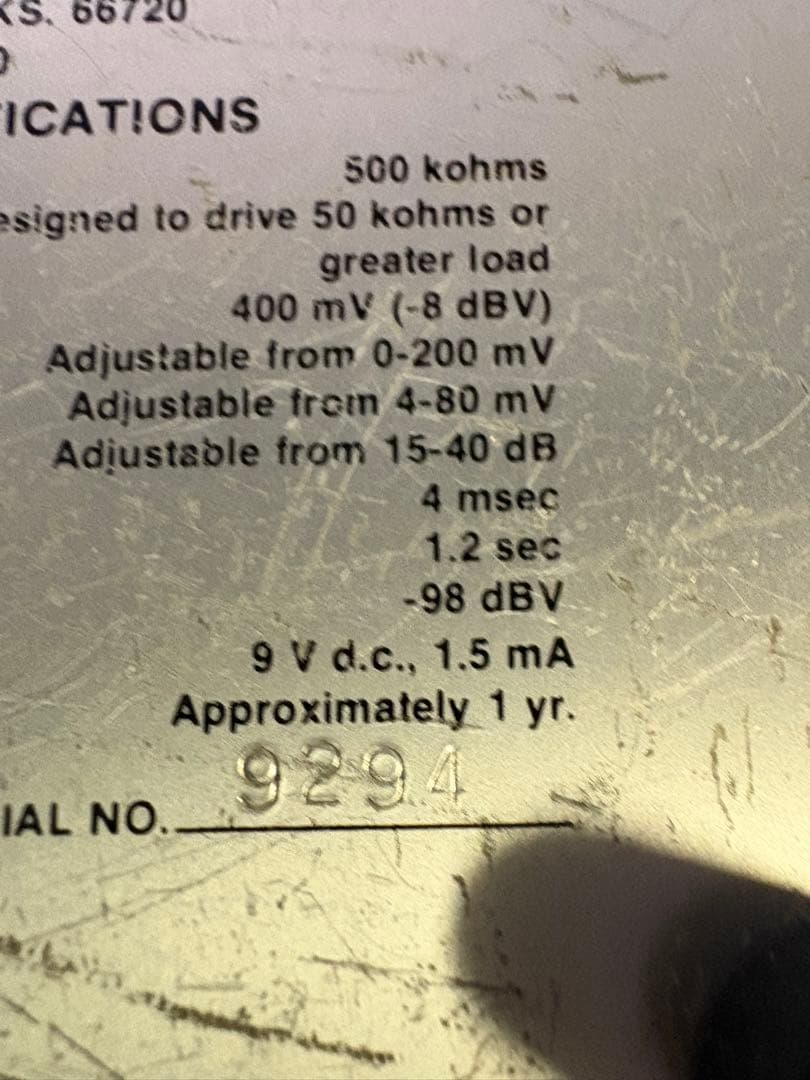 KS. 66720
0
IFICATIONS
500 kohms
esigned to drive 50 kohms or
greater load
400 mV (-8 dBV)
Adjustable from 0-200 mV
Adjustable from 4-80 mV
Adjustable from 15-40 dB
4 msec
1.2 sec
-98 dBV
9 V d.c., 1.5 mA
Approximately 1 yr.
9294
IAL NO.